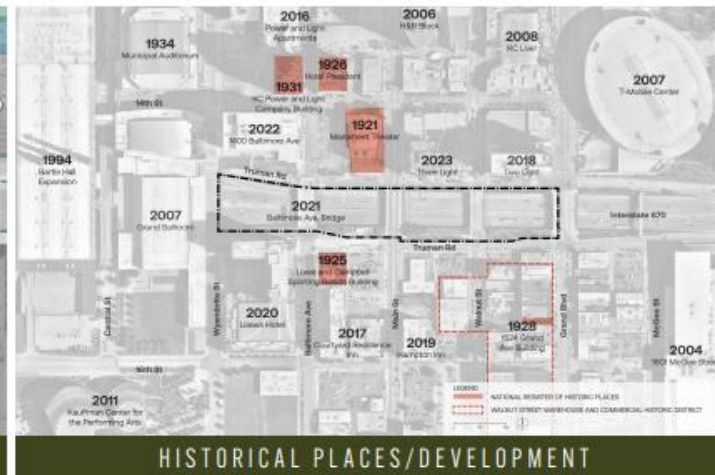 2016
Power and Light
Apartments
2006
H&R Block
1934
Municipal Auditorium
2008
KC Live!
1926
Hotel President
2007
T-Mobile Center
1931
KC Power and Light
Company Building
14th St
1921
Mainstreet Theater
2022
1400 Baltimore Ave
1994
Bartle Hall
Expansion
2023
Three Light
2018
Two Light
Truman Rd
2007
Grand Ballroom
2021
Baltimore Ave. Bridge
Interstate 670
Truman Rd
1925
Lowe and Campbell
Sporting Goods Building
Central St
Wyandotte St
2020
Loews Hotel
Baltimore Ave
2017
Courtyard Residence
Inn
Main St
2019
Hampton Inn
Walnut St
1928
1524 Grand
Ave Building
Grand Blvd
McGee St
2004
1601 McGee Street
16th St
2011
Kauffman Center for
the Performing Arts
LEGEND
NATIONAL REGISTER OF HISTORIC PLACES
WALNUT STREET WAREHOUSE AND COMMERCIAL HISTORIC DISTRICT
HISTORICAL PLACES/DEVELOPMENT